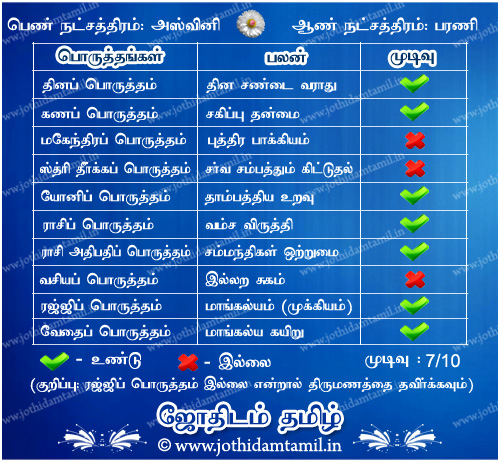 பெண் நட்சத்திரம்: அஸ்வினி ஆண் நட்சத்திரம்: பரணி
பொருத்தங்கள் பலன் முடிவு
தினப் பொருத்தம் தின சண்டை வராது
கணப் பொருத்தம் சகிப்பு தன்மை
மகேந்திரப் பொருத்தம் புத்திர பாக்கியம்
ஸ்திரி தீர்க்கப் பொருத்தம் சர்வ சம்பத்தும் கிட்டுதல்
யோனிப் பொருத்தம் தாம்பத்திய உறவு
ராசிப் பொருத்தம் வம்ச விருத்தி
ராசி அதிபதிப் பொருத்தம் சம்மந்திகள் ஒற்றுமை
வசியப் பொருத்தம் இல்லற சுகம்
ரஜ்ஜிப் பொருத்தம் மாங்கல்யம் (முக்கியம்)
வேதைப் பொருத்தம் மாங்கல்ய கயிறு
- உண்டு - இல்லை முடிவு : 7/10
(குறிப்பு: ரஜ்ஜிப் பொருத்தம் இல்லை என்றால் திருமணத்தை தவிர்க்கவும்)
ஜோதிடம் தமிழ்
© www.jothidamtamil.in